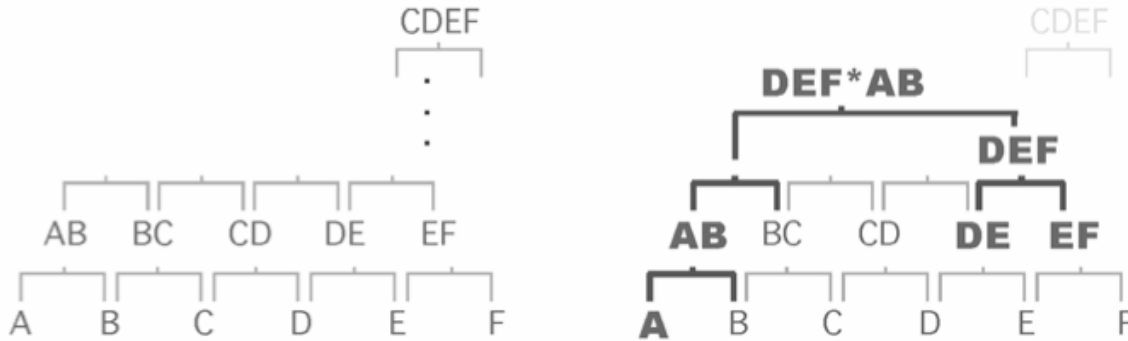 CDEF
AB BC CD DE EF
A B C D E F
CDEF
DEF*AB
DEF
AB BC CD DE EF
A B C D E F